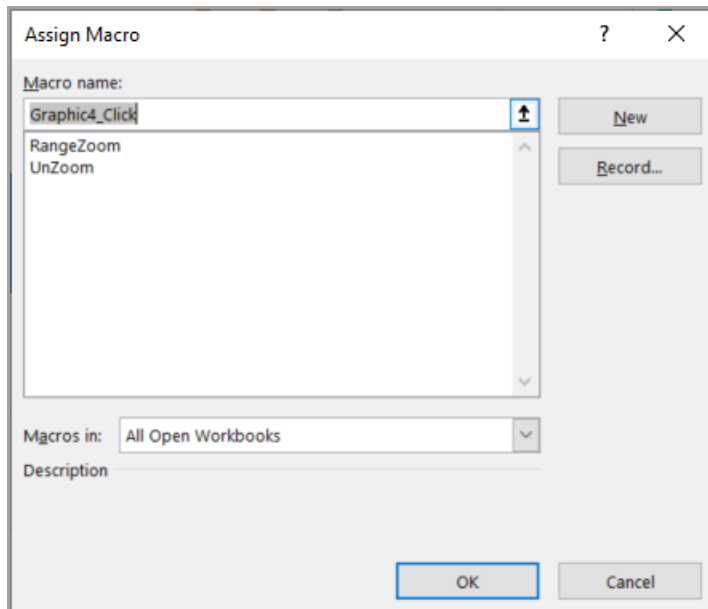 Assign Macro ?
Macro name:
Graphic4_Click
New
RangeZoom
UnZoom
Record...
Macros in: All Open Workbooks
Description
OK Cancel